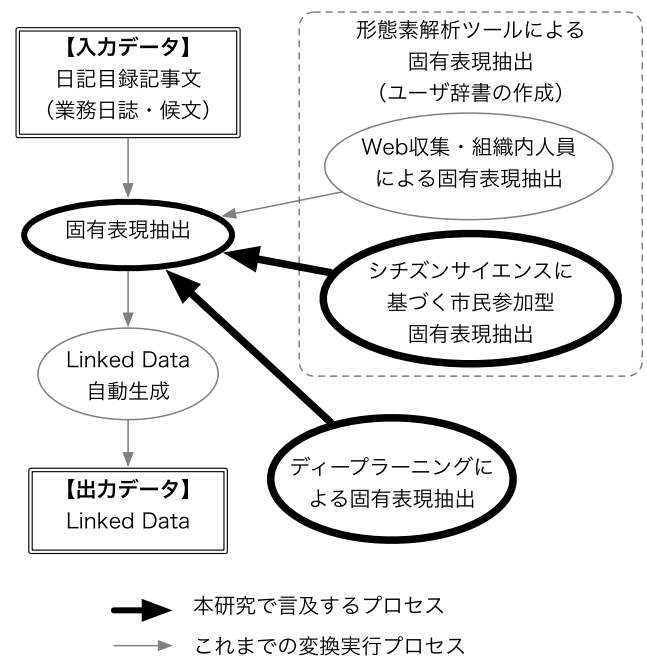 【入力データ】
日記目録記事文
（業務日誌・候文）
形態素解析ツールによる
固有表現抽出
（ユーザ辞書の作成）
Web収集・組織内人員
による固有表現抽出
固有表現抽出
シチズンサイエンスに
基づく市民参加型
固有表現抽出
Linked Data
自動生成
ディープラーニングに
よる固有表現抽出
【出力データ】
Linked Data
本研究で言及するプロセス
これまでの変換実行プロセス